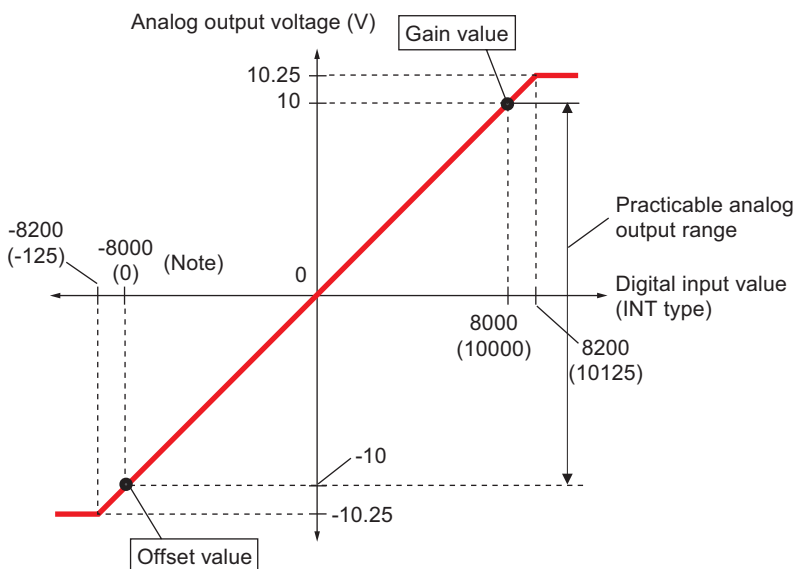 Analog output voltage (V)
Gain value
10.25
10
-8200
(-125)
-8000
(0)
(Note)
0
Practicable analog
output range
Digital input value
(INT type)
8000
(10000)
8200
(10125)
-10
-10.25
Offset value